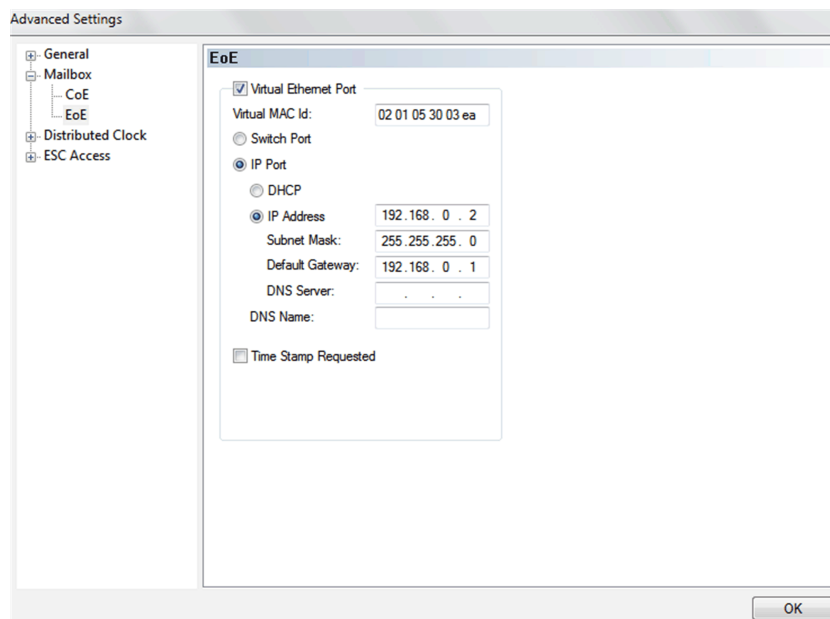 Advanced Settings
General
Mailbox
CoE
EoE
Distributed Clock
ESC Access
EoE
Virtual Ethernet Port
Virtual MAC Id: 02 01 05 30 03 ea
Switch Port
IP Port
DHCP
IP Address 192.168. 0 . 2
Subnet Mask: 255.255.255. 0
Default Gateway: 192.168. 0 . 1
DNS Server: . . .
DNS Name:
Time Stamp Requested
OK